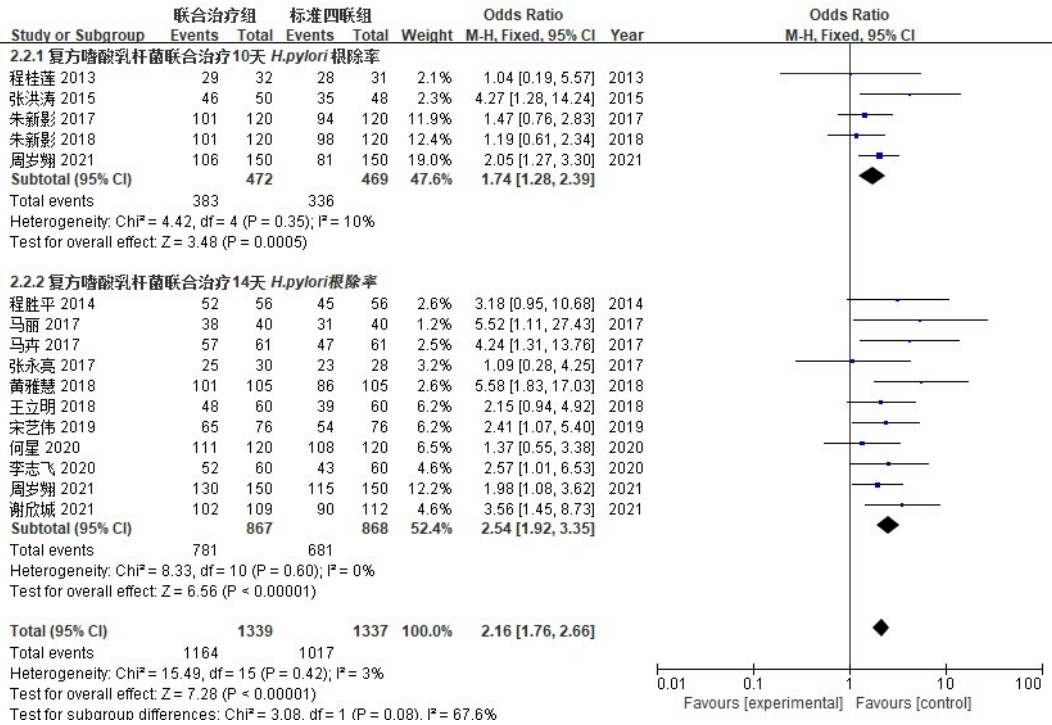 联合治疗组 标准四联组 Odds Ratio Odds Ratio
Study or Subgroup Events Total Events Total Weight M-H, Fixed, 95% CI Year M-H, Fixed, 95% CI
2.2.1 复方嗜酸乳杆菌联合治疗10天 H.pylori 根除率
程桂莲 2013 29 32 28 31 2.1% 1.04 [0.19, 5.57] 2013
张洪涛 2015 46 50 35 48 2.3% 4.27 [1.28, 14.24] 2015
朱新影 2017 101 120 94 120 11.9% 1.47 [0.76, 2.83] 2017
朱新影 2018 101 120 98 120 12.4% 1.19 [0.61, 2.34] 2018
周岁翔 2021 106 150 81 150 19.0% 2.05 [1.27, 3.30] 2021
Subtotal (95% CI) 472 469 47.6% 1.74 [1.28, 2.39]
Total events 383 336
Heterogeneity: Chi² = 4.42, df = 4 (P = 0.35); I² = 10%
Test for overall effect: Z = 3.48 (P = 0.0005)
2.2.2 复方嗜酸乳杆菌联合治疗14天 H.pylori根除率
程胜平 2014 52 56 45 56 2.6% 3.18 [0.95, 10.68] 2014
马丽 2017 38 40 31 40 1.2% 5.52 [1.11, 27.43] 2017
马卉 2017 57 61 47 61 2.5% 4.24 [1.31, 13.76] 2017
张永亮 2017 25 30 23 28 3.2% 1.09 [0.28, 4.25] 2017
黄雅慧 2018 101 105 86 105 2.6% 5.58 [1.83, 17.03] 2018
王立明 2018 48 60 39 60 6.2% 2.15 [0.94, 4.92] 2018
宋艺伟 2019 65 76 54 76 6.5% 2.41 [1.07, 5.40] 2019
何星 2020 111 120 108 120 6.5% 1.37 [0.55, 3.38] 2020
李志飞 2020 52 60 43 60 4.6% 2.57 [1.01, 6.53] 2020
周岁翔 2021 130 150 115 150 12.2% 1.98 [1.08, 3.62] 2021
谢欣城 2021 102 109 90 112 4.6% 3.56 [1.45, 8.73] 2021
Subtotal (95% CI) 867 868 52.4% 2.54 [1.92, 3.35]
Total events 781 681
Heterogeneity: Chi² = 8.33, df = 10 (P = 0.60); I² = 0%
Test for overall effect: Z = 6.56 (P < 0.00001)
Total (95% CI) 1339 1337 100.0% 2.16 [1.76, 2.66]
Total events 1164 1017
Heterogeneity: Chi² = 15.49, df = 15 (P = 0.42); I² = 3%
Test for overall effect: Z = 7.28 (P < 0.00001)
Test for subgroup differences: Chi² = 3.08, df = 1 (P = 0.08), I² = 67.6%
0.01 0.1 1 10 100
Favours [experimental] Favours [control]